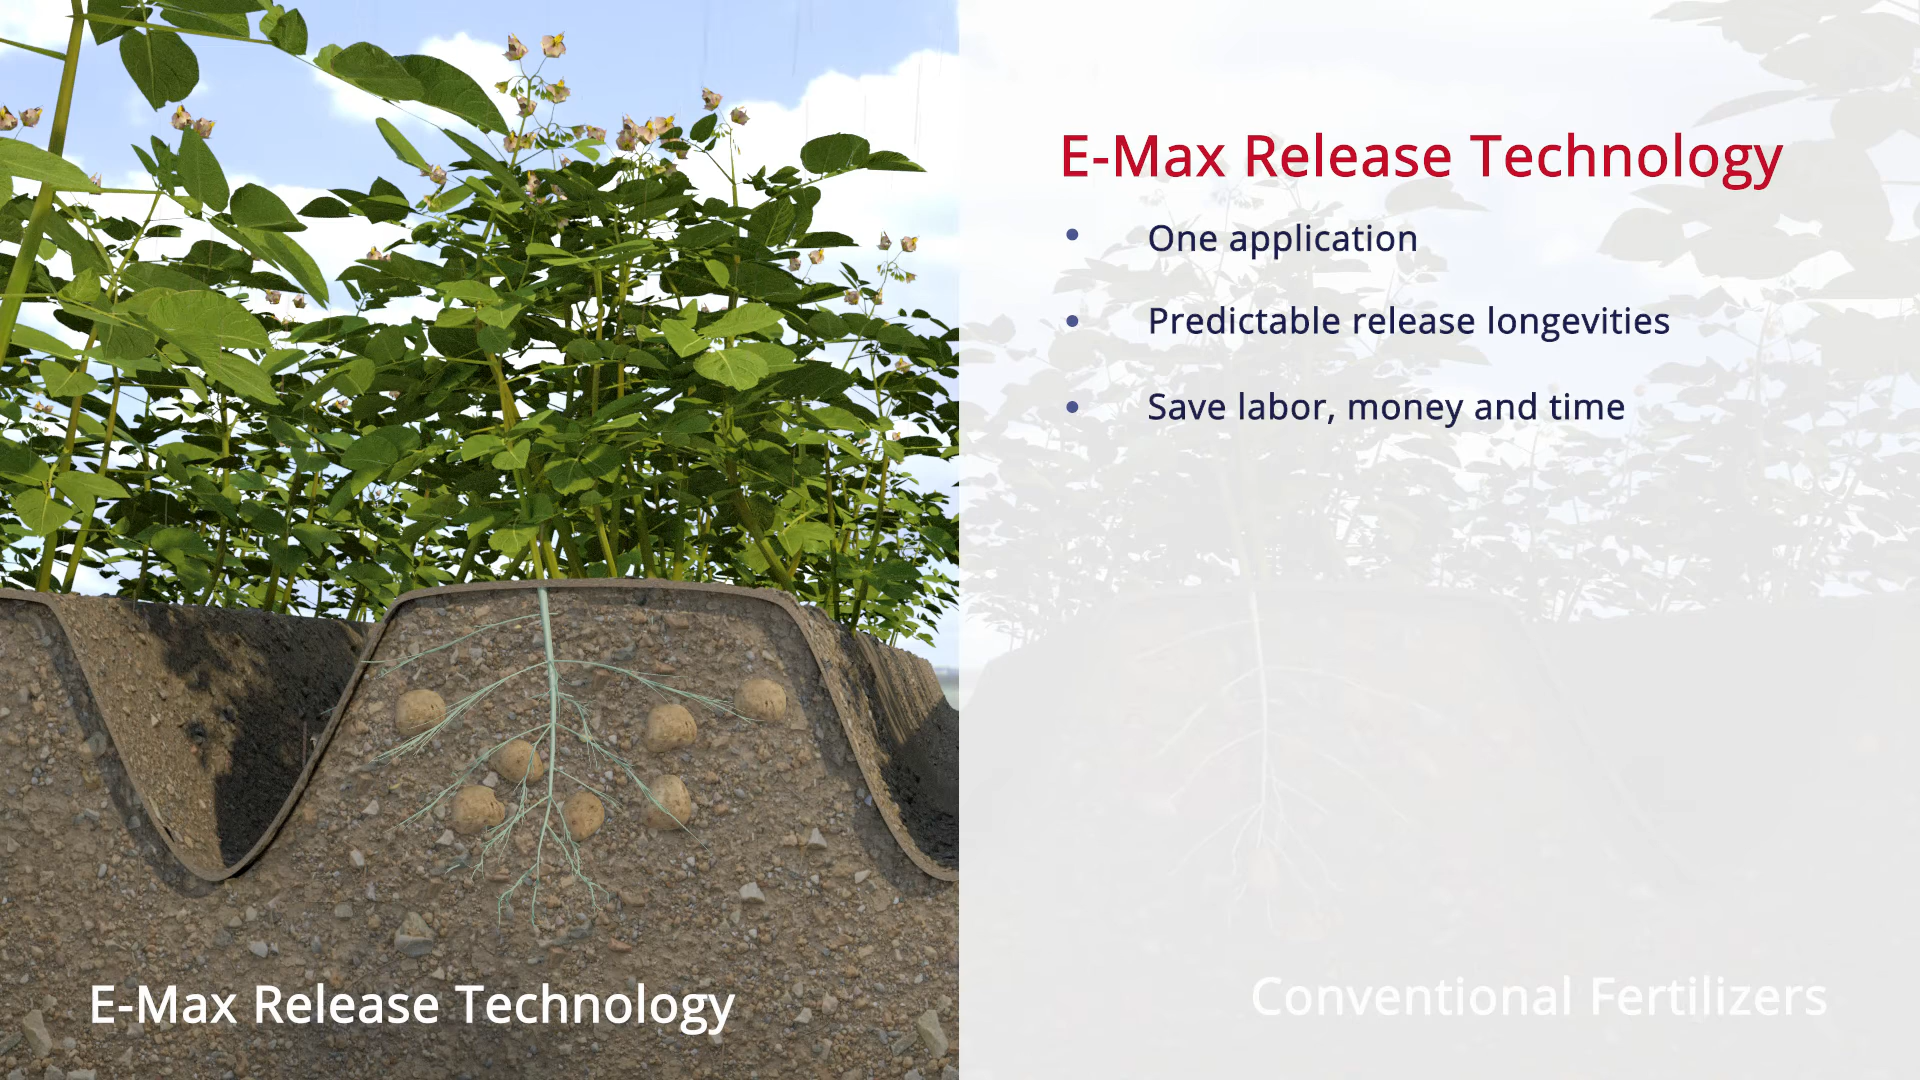 E-Max Release Technology
One application
Predictable release longevities
Save labor, money and time
E-Max Release Technology
Conventional Fertilizers